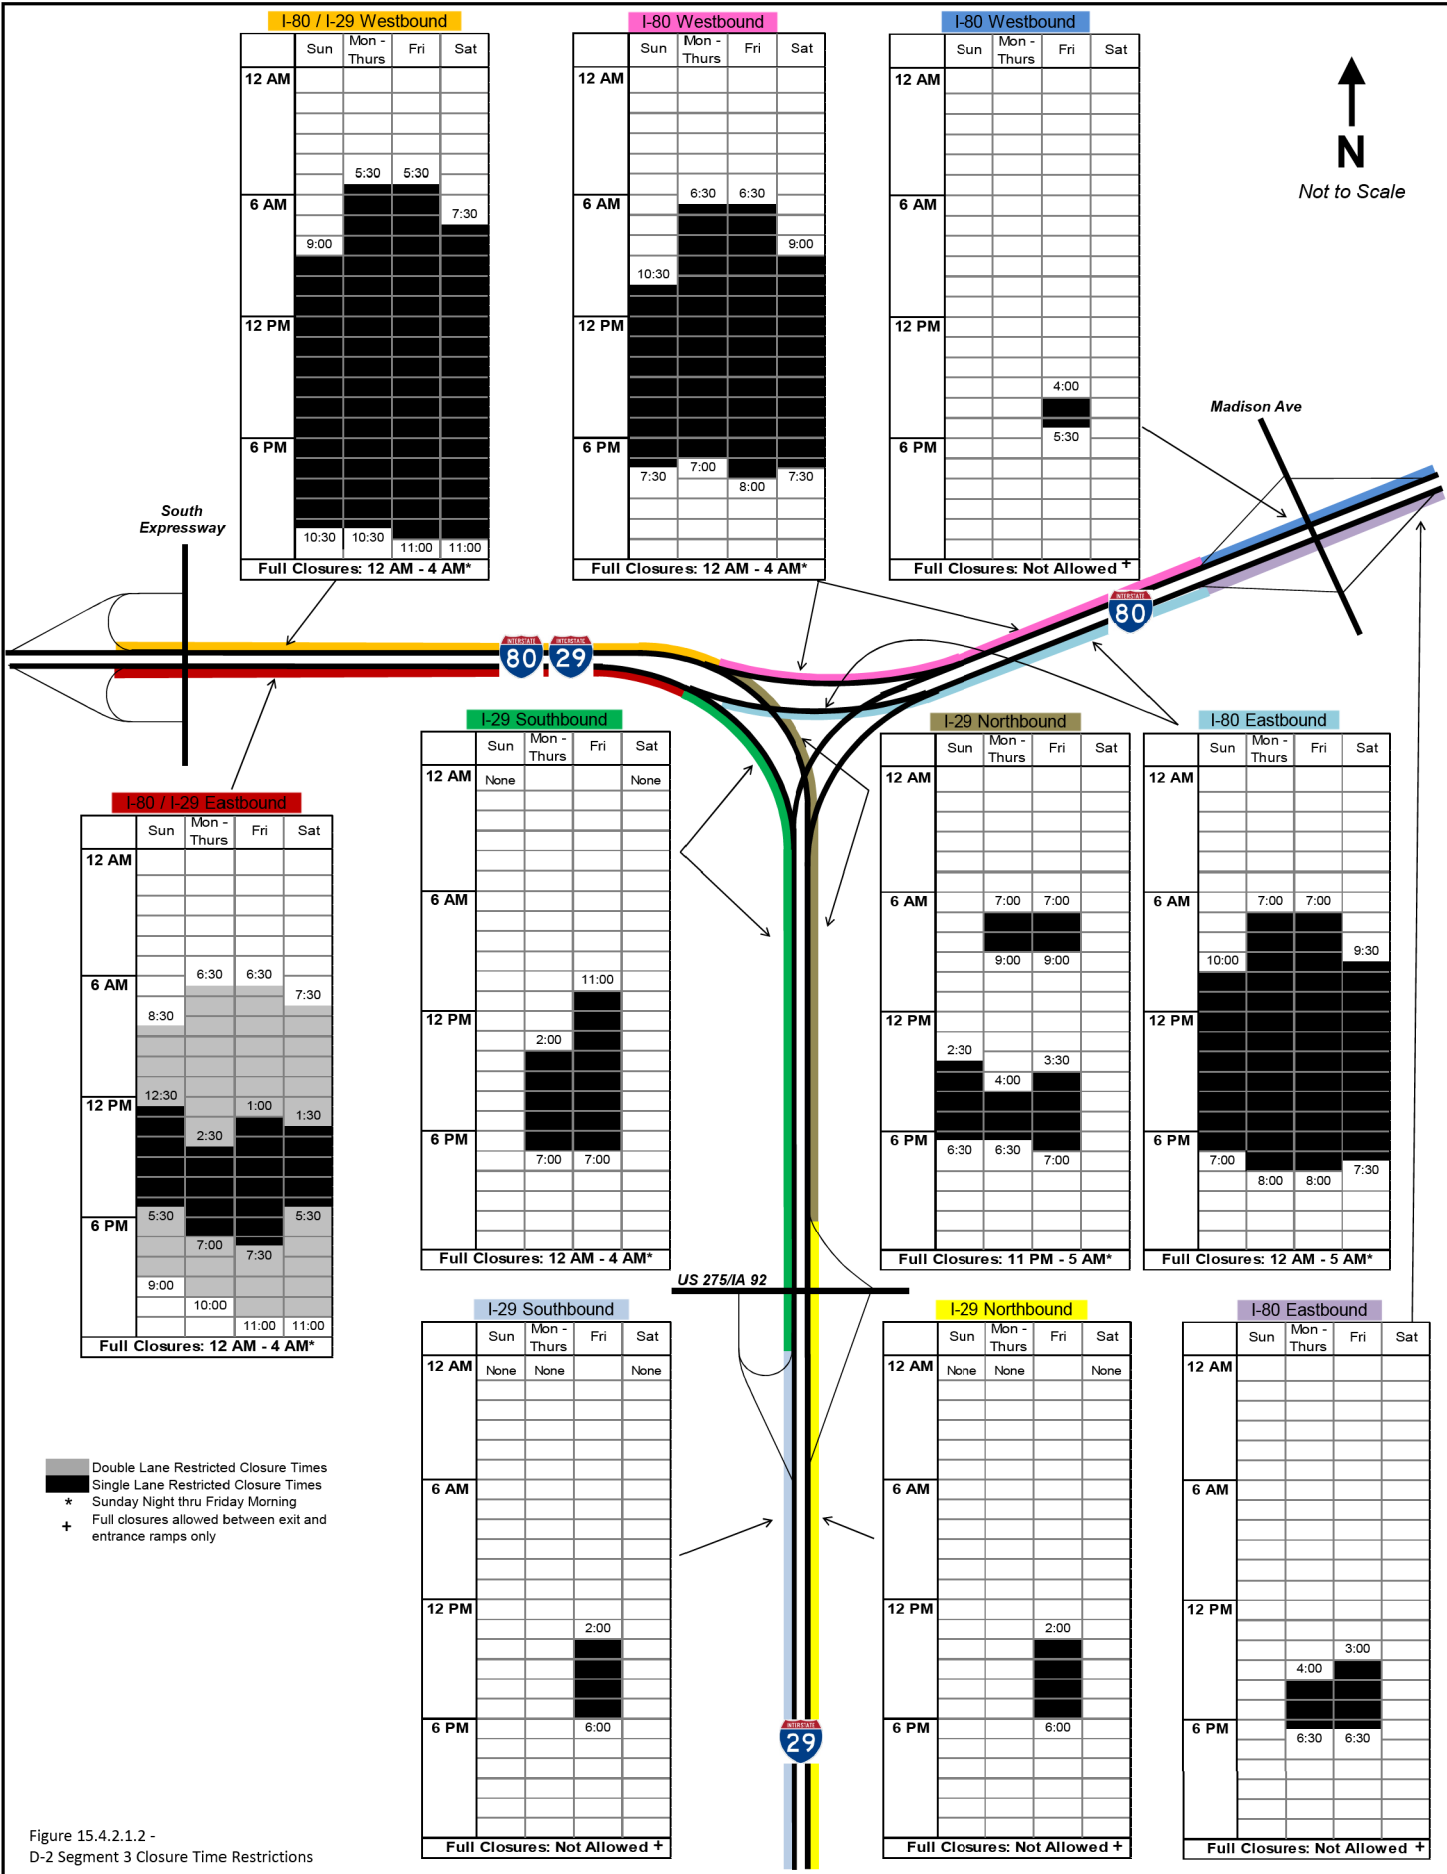 I-80 / I-29 Westbound
Sun Mon - Thurs Fri Sat
12 AM
5:30 5:30
6 AM
7:30
9:00
12 PM
6 PM
10:30 10:30 11:00 11:00
Full Closures: 12 AM - 4 AM*
I-80 Westbound
Sun Mon - Thurs Fri Sat
12 AM
6:30 6:30
6 AM
9:00
10:30
12 PM
6 PM
7:30 7:00 8:00 7:30
Full Closures: 12 AM - 4 AM*
I-80 Westbound
Sun Mon - Thurs Fri Sat
12 AM
6 AM
12 PM
4:00
6 PM
5:30
Full Closures: Not Allowed +
N
Not to Scale
Madison Ave
South
Expressway
INTERSTATE
80
INTERSTATE
29
INTERSTATE
80
I-80 / I-29 Eastbound
Sun Mon - Thurs Fri Sat
12 AM
6:30 6:30
6 AM
7:30
8:30
12:30
12 PM
1:00
1:30
2:30
5:30 5:30
6 PM
7:00
7:30
9:00
10:00
11:00 11:00
Full Closures: 12 AM - 4 AM*
I-29 Southbound
Sun Mon - Thurs Fri Sat
12 AM
None None
6 AM
11:00
12 PM
2:00
6 PM
7:00 7:00
Full Closures: 12 AM - 4 AM*
I-29 Northbound
Sun Mon - Thurs Fri Sat
12 AM
6 AM
7:00 7:00
9:00 9:00
12 PM
2:30
3:30
4:00
6 PM
6:30 6:30
7:00
Full Closures: 11 PM - 5 AM*
I-80 Eastbound
Sun Mon - Thurs Fri Sat
12 AM
6 AM
7:00 7:00
9:30
10:00
12 PM
6 PM
7:00
7:30
8:00 8:00
Full Closures: 12 AM - 5 AM*
US 275/IA 92
I-29 Southbound
Sun Mon - Thurs Fri Sat
12 AM
None None None
6 AM
12 PM
2:00
6 PM
6:00
Full Closures: Not Allowed +
I-29 Northbound
Sun Mon - Thurs Fri Sat
12 AM
None None None
6 AM
12 PM
2:00
6 PM
6:00
Full Closures: Not Allowed +
I-80 Eastbound
Sun Mon - Thurs Fri Sat
12 AM
6 AM
12 PM
3:00
4:00
6 PM
6:30 6:30
Full Closures: Not Allowed +
INTERSTATE
29
Double Lane Restricted Closure Times
Single Lane Restricted Closure Times
* Sunday Night thru Friday Morning
+ Full closures allowed between exit and
entrance ramps only
Figure 15.4.2.1.2 -
D-2 Segment 3 Closure Time Restrictions